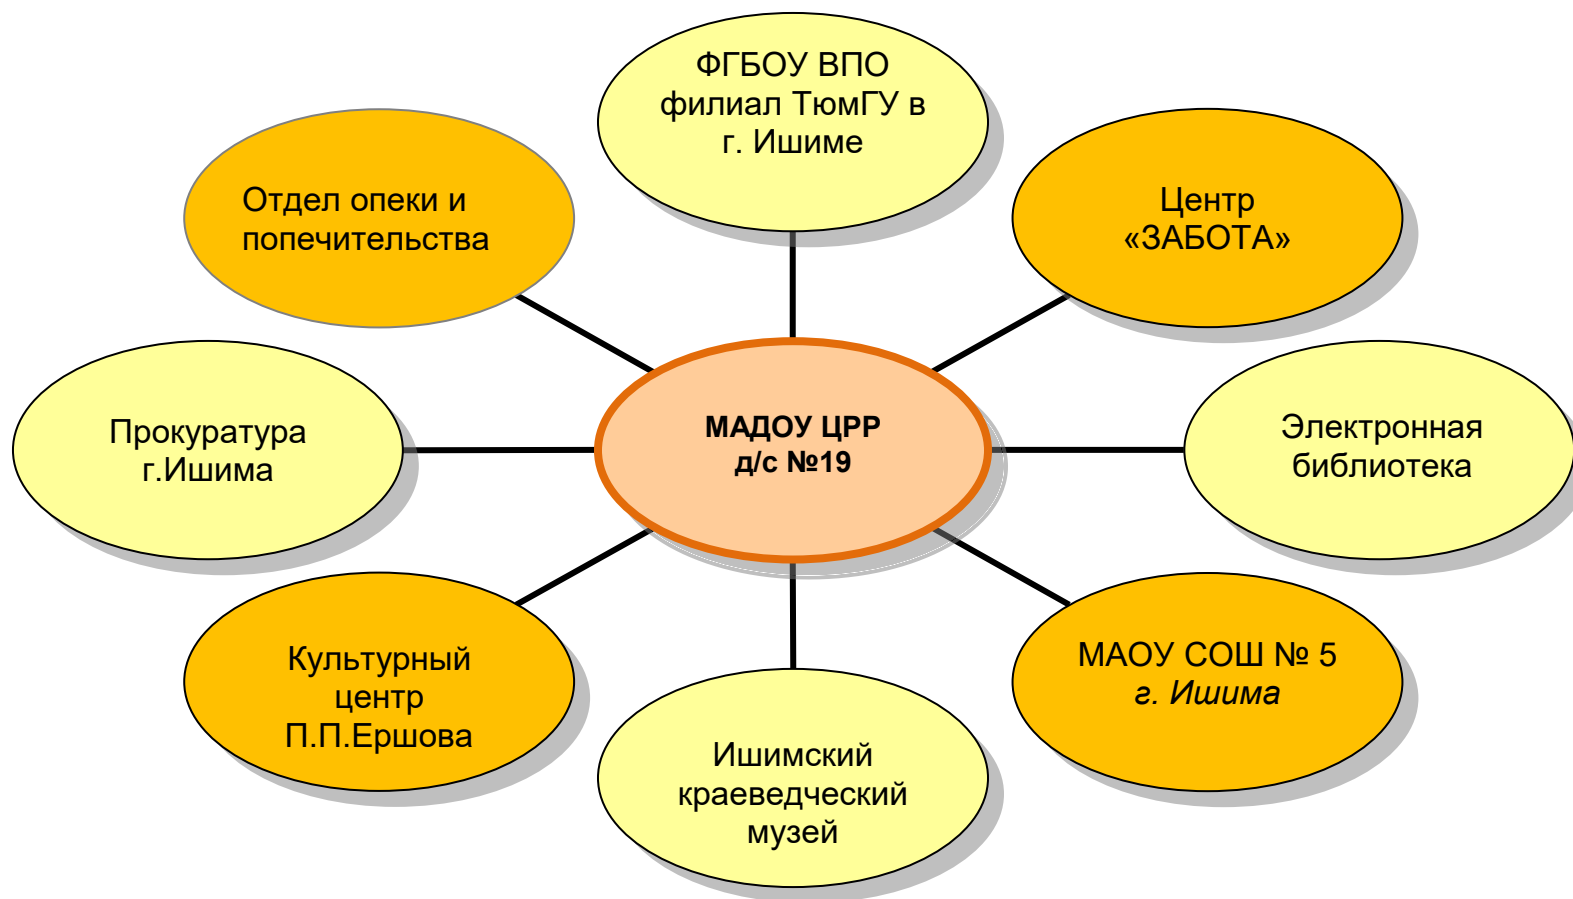 ФГБОУ ВПО
филиал ТюмГУ в
г. Ишиме
Отдел опеки и
попечительства
Центр
«ЗАБОТА»
Прокуратура
г.Ишима
МАДОУ ЦРР
д/с №19
Электронная
библиотека
Культурный
центр
П.П.Ершова
МАОУ СОШ № 5
г. Ишима
Ишимский
краеведческий
музей